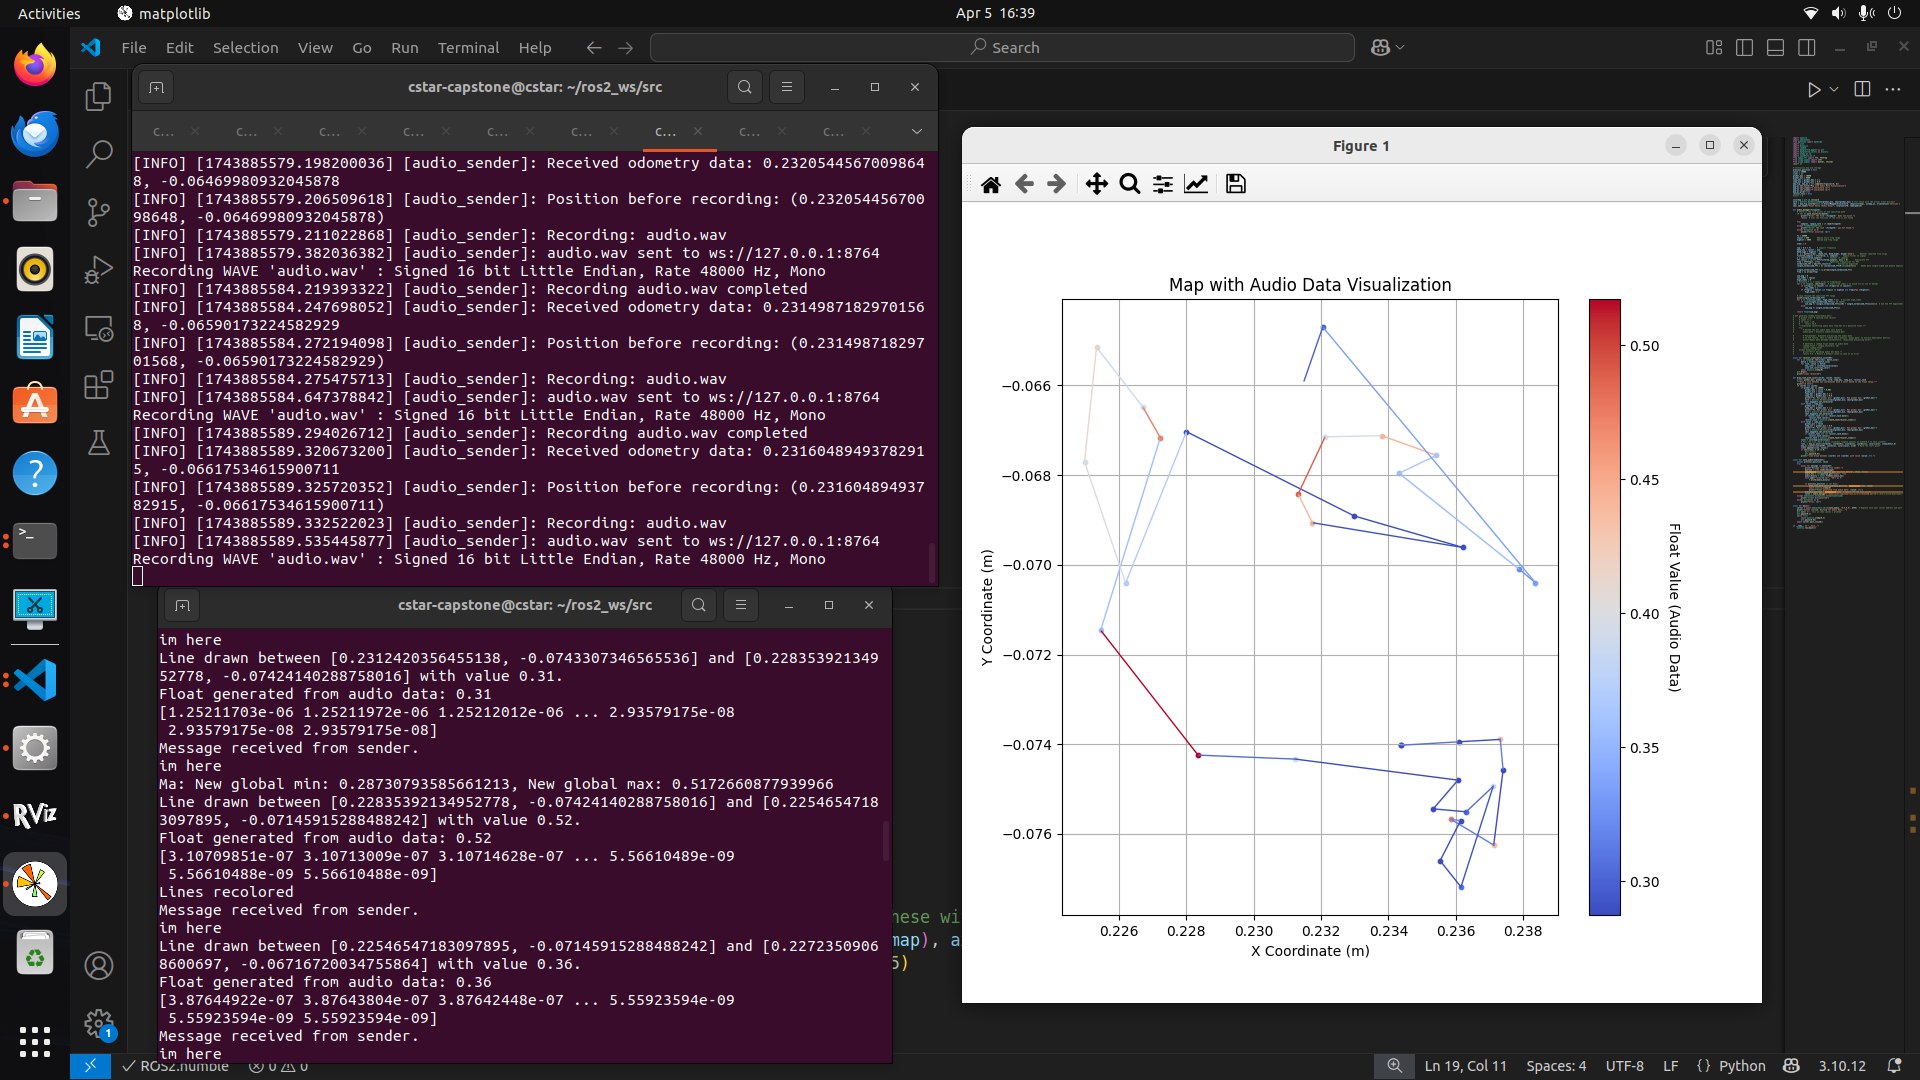 Activities
matplotlib
Apr 5 16:39
File Edit Selection View Go Run Terminal Help
Search
cstar-capstone@cstar: ~/ros2_ws/src
c... c... c... c... c... c... c... c... c...
[INFO] [1743885579.198200036] [audio_sender]: Received odometry data: 0.2320544567009864
8, -0.06469980932045878
[INFO] [1743885579.206509618] [audio_sender]: Position before recording: (0.232054456700
98648, -0.06469980932045878)
[INFO] [1743885579.211022868] [audio_sender]: Recording: audio.wav
[INFO] [1743885579.382036382] [audio_sender]: audio.wav sent to ws://127.0.0.1:8764
Recording WAVE 'audio.wav' : Signed 16 bit Little Endian, Rate 48000 Hz, Mono
[INFO] [1743885584.219393322] [audio_sender]: Recording audio.wav completed
[INFO] [1743885584.247698052] [audio_sender]: Received odometry data: 0.2314987182970156
8, -0.06590173224582929
[INFO] [1743885584.272194098] [audio_sender]: Position before recording: (0.231498718297
01568, -0.06590173224582929)
[INFO] [1743885584.275475713] [audio_sender]: Recording: audio.wav
[INFO] [1743885584.647378842] [audio_sender]: audio.wav sent to ws://127.0.0.1:8764
Recording WAVE 'audio.wav' : Signed 16 bit Little Endian, Rate 48000 Hz, Mono
[INFO] [1743885589.294026712] [audio_sender]: Recording audio.wav completed
[INFO] [1743885589.320673200] [audio_sender]: Received odometry data: 0.2316048949378291
5, -0.06617534615900711
[INFO] [1743885589.325720352] [audio_sender]: Position before recording: (0.231604894937
82915, -0.06617534615900711)
[INFO] [1743885589.332522023] [audio_sender]: Recording: audio.wav
[INFO] [1743885589.535445877] [audio_sender]: audio.wav sent to ws://127.0.0.1:8764
Recording WAVE 'audio.wav' : Signed 16 bit Little Endian, Rate 48000 Hz, Mono
cstar-capstone@cstar: ~/ros2_ws/src
im here
Line drawn between [0.2312420356455138, -0.0743307346565536] and [0.228353921349
52778, -0.07424140288758016] with value 0.31.
Float generated from audio data: 0.31
[1.25211703e-06 1.25211972e-06 1.25212012e-06 ... 2.93579175e-08
2.93579175e-08 2.93579175e-08]
Message received from sender.
im here
Ma: New global min: 0.28730793585661213, New global max: 0.5172660877939966
Line drawn between [0.22835392134952778, -0.07424140288758016] and [0.2254654718
3097895, -0.07145915288488242] with value 0.52.
Float generated from audio data: 0.52
[3.10709851e-07 3.10713009e-07 3.10714628e-07 ... 5.56610489e-09
5.56610488e-09 5.56610488e-09]
Lines recolored
Message received from sender.
im here
Line drawn between [0.22546547183097895, -0.07145915288488242] and [0.2272350906
8600697, -0.06716720034755864] with value 0.36.
Float generated from audio data: 0.36
[3.87644922e-07 3.87643804e-07 3.87642448e-07 ... 5.55923594e-09
5.55923594e-09 5.55923594e-09]
Message received from sender.
im here
Figure 1
Map with Audio Data Visualization
−0.066
−0.068
−0.070
−0.072
−0.074
−0.076
Y Coordinate (m)
0.226 0.228 0.230 0.232 0.234 0.236 0.238
X Coordinate (m)
0.50
0.45
0.40
0.35
0.30
Float Value (Audio Data)
hese wi
map), a
5)
RViz
1
ROS2.humble
0 0
Ln 19, Col 11 Spaces: 4 UTF-8 LF Python 3.10.12